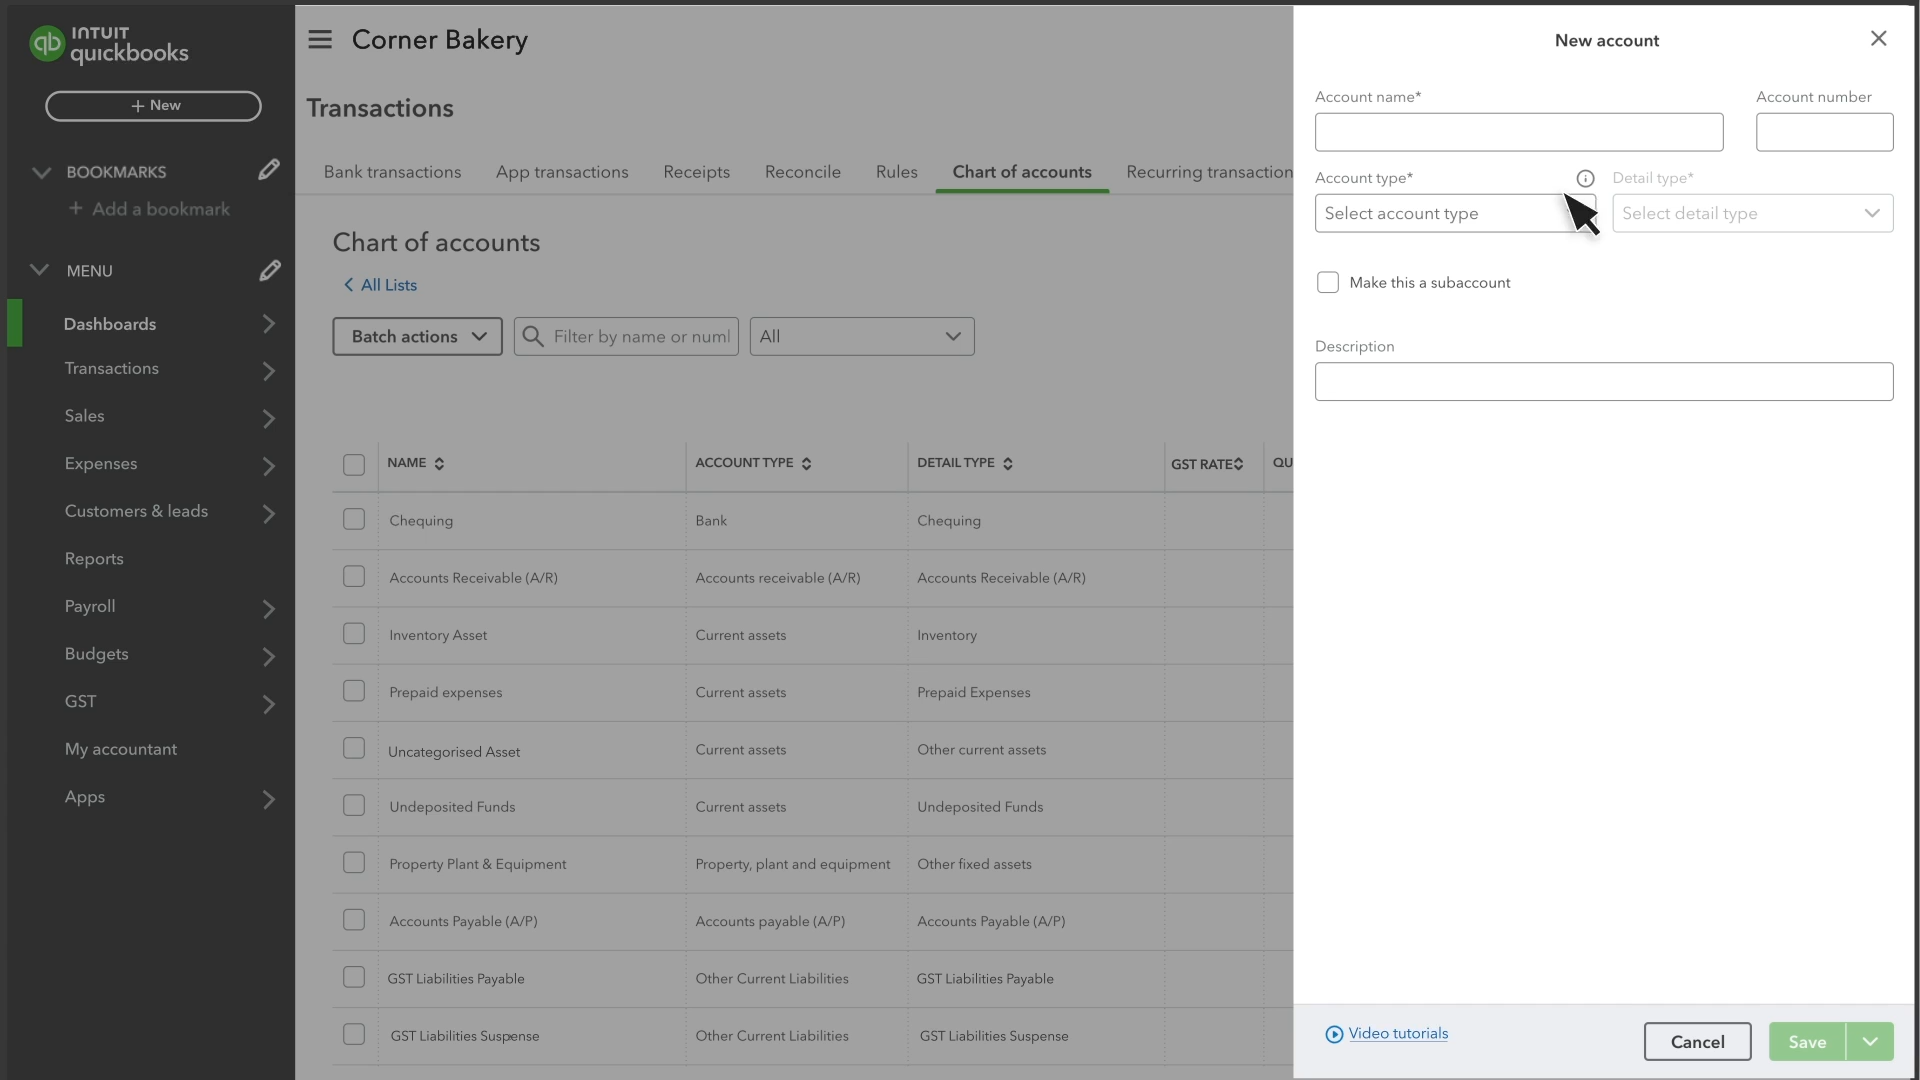 INTUIT
quickbooks
+ New
BOOKMARKS
+ Add a bookmark
MENU
Dashboards
Transactions
Sales
Expenses
Customers & leads
Reports
Payroll
Budgets
GST
My accountant
Apps
Corner Bakery
Transactions
Bank transactions App transactions Receipts Reconcile Rules Chart of accounts Recurring transaction
Chart of accounts
All Lists
Batch actions Filter by name or numl All
NAME ACCOUNT TYPE DETAIL TYPE GST RATE QU
Chequing Bank Chequing
Accounts Receivable (A/R) Accounts receivable (A/R) Accounts Receivable (A/R)
Inventory Asset Current assets Inventory
Prepaid expenses Current assets Prepaid Expenses
Uncategorised Asset Current assets Other current assets
Undeposited Funds Current assets Undeposited Funds
Property Plant & Equipment Property, plant and equipment Other fixed assets
Accounts Payable (A/P) Accounts payable (A/P) Accounts Payable (A/P)
GST Liabilities Payable Other Current Liabilities GST Liabilities Payable
GST Liabilities Suspense Other Current Liabilities GST Liabilities Suspense
New account
Account name* Account number
Account type* Detail type*
Select account type Select detail type
Make this a subaccount
Description
Video tutorials Cancel Save